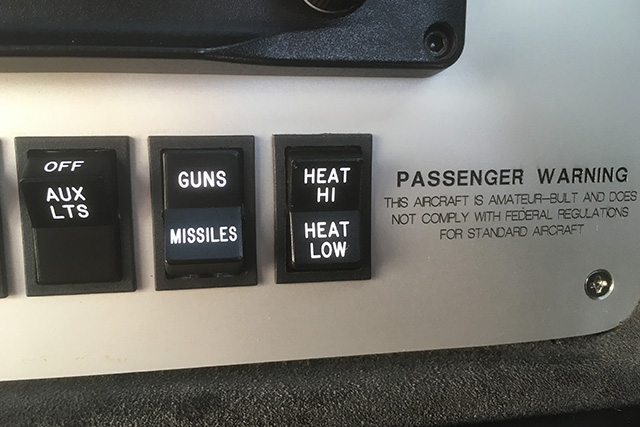 OFF
AUX
LTS
GUNS
MISSILES
HEAT
HI
HEAT
LOW
PASSENGER WARNING
THIS AIRCRAFT IS AMATEUR-BUILT AND DOES
NOT COMPLY WITH FEDERAL REGULATIONS
FOR STANDARD AIRCRAFT